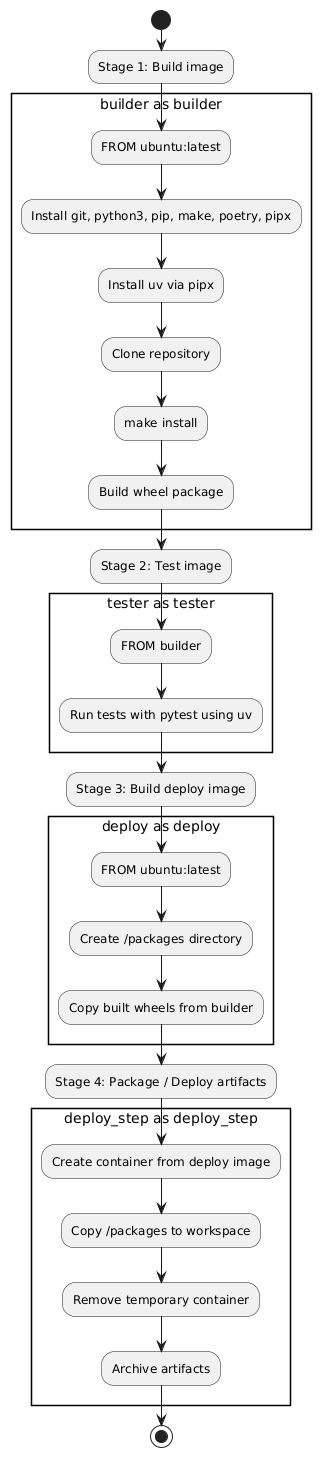 Stage 1: Build image
builder as builder
FROM ubuntu:latest
Install git, python3, pip, make, poetry, pipx
Install uv via pipx
Clone repository
make install
Build wheel package
Stage 2: Test image
tester as tester
FROM builder
Run tests with pytest using uv
Stage 3: Build deploy image
deploy as deploy
FROM ubuntu:latest
Create /packages directory
Copy built wheels from builder
Stage 4: Package / Deploy artifacts
deploy_step as deploy_step
Create container from deploy image
Copy /packages to workspace
Remove temporary container
Archive artifacts